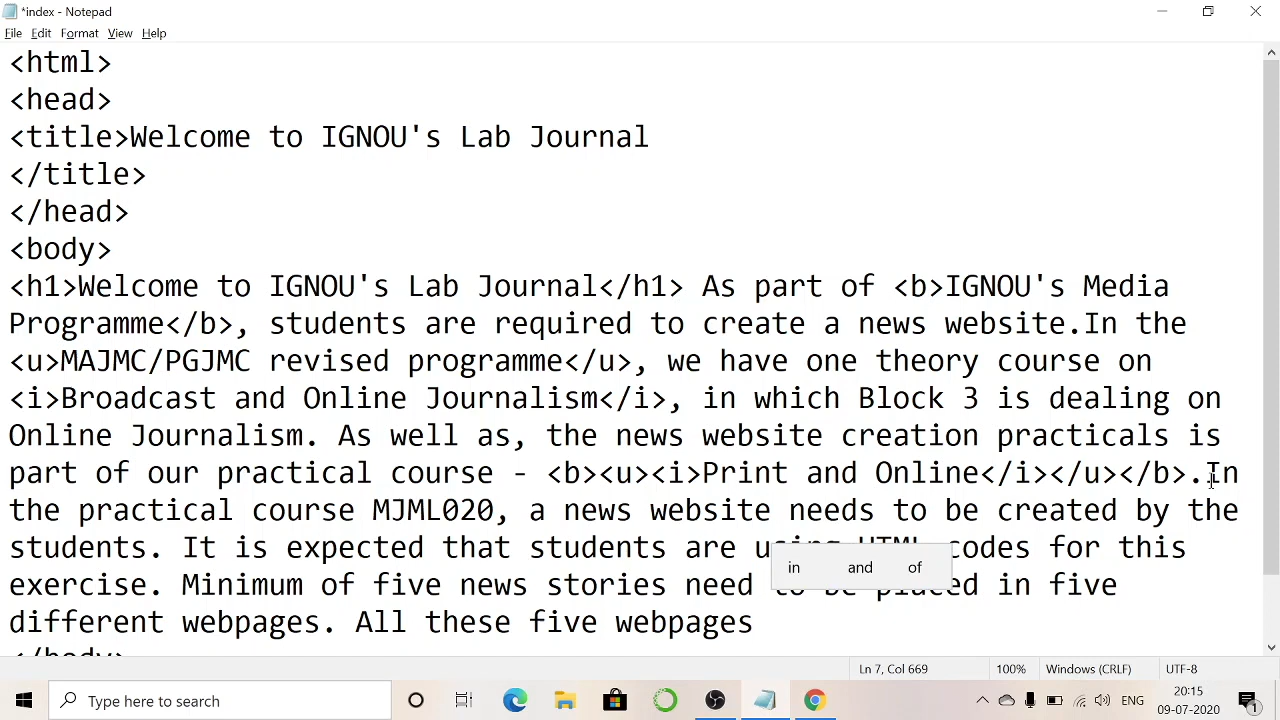 *index - Notepad
File Edit Format View Help
<html>
<head>
<title>Welcome to IGNOU's Lab Journal
</title>
</head>
<body>
<h1>Welcome to IGNOU's Lab Journal</h1> As part of <b>IGNOU's Media
Programme</b>, students are required to create a news website.In the
<u>MAJMC/PGJMC revised programme</u>, we have one theory course on
<i>Broadcast and Online Journalism</i>, in which Block 3 is dealing on
Online Journalism. As well as, the news website creation practicals is
part of our practical course - <b><u><i>Print and Online</i></u></b>.In
the practical course MJML020, a news website needs to be created by the
students. It is expected that students are using HTML codes for this
in and of
exercise. Minimum of five news stories need to be placed in five
different webpages. All these five webpages
</body>
Ln 7, Col 669 100% Windows (CRLF) UTF-8
Type here to search
ENG
20:15
09-07-2020
1